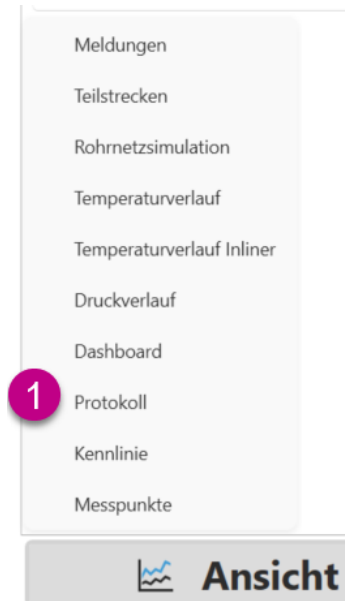 Meldungen
Teilstrecken
Rohrnetzsimulation
Temperaturverlauf
Temperaturverlauf Inliner
Druckverlauf
Dashboard
1 Protokoll
Kennlinie
Messpunkte
Ansicht